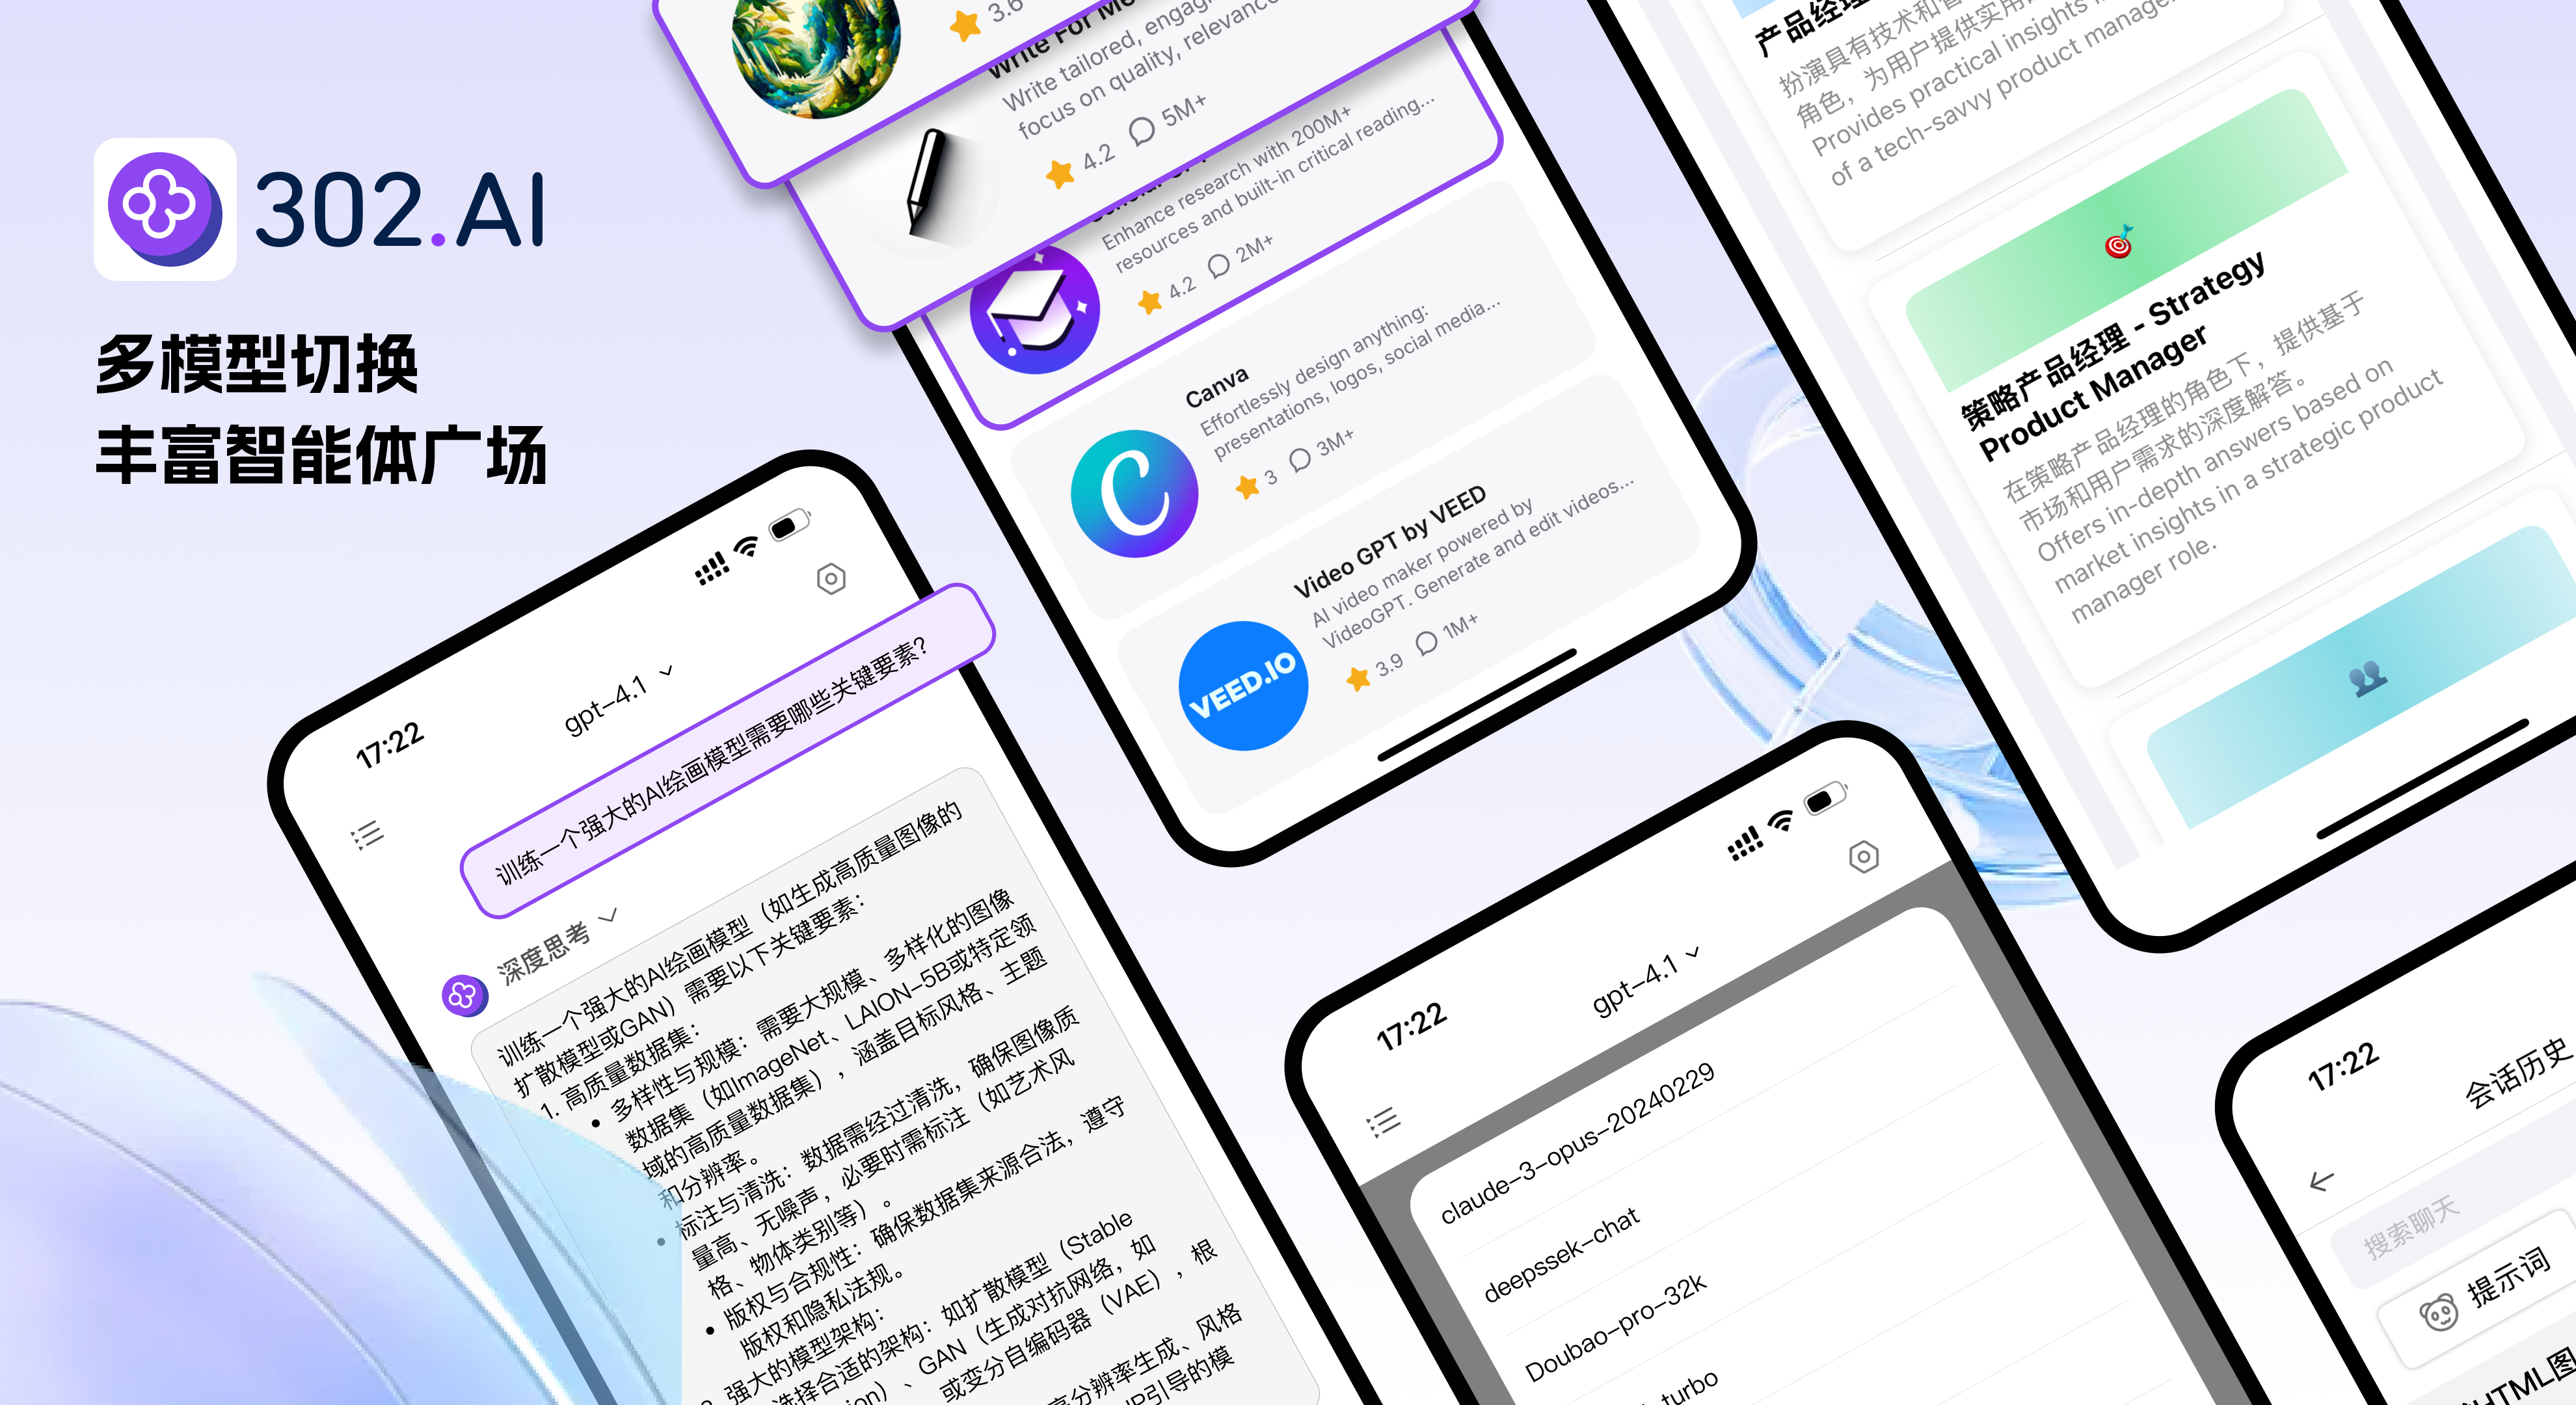 302.AI
多模型切换
丰富智能体广场
3.6
Write For Me
Write tailored, engag
focus on quality, relevance
4.2 5M+
Enhance research with 200M+
resources and built-in critical reading...
4.2 2M+
Canva
Effortlessly design anything:
presentations, logos, social media...
3 3M+
Video GPT by VEED
AI video maker powered by
VideoGPT. Generate and edit videos...
3.9 1M+
VEED.IO
产品经理
扮演具有技术和管
角色，为用户提供实用
Provides practical insights
of a tech-savvy product manage
策略产品经理 - Strategy
Product Manager
在策略产品经理的角色下，提供基于
市场和用户需求的深度解答。
Offers in-depth answers based on
market insights in a strategic product
manager role.
17:22
gpt-4.1
训练一个强大的AI绘画模型需要哪些关键要素?
深度思考
训练一个强大的AI绘画模型（如生成高质量图像的
扩散模型或GAN）需要以下关键要素：
1. 高质量数据集：
• 多样性与规模：需要大规模、多样化的图像
数据集（如ImageNet、LAION-5B或特定领
域的高质量数据集），涵盖目标风格、主题
和分辨率。
• 标注与清洗：数据需经过清洗，确保图像质
量高、无噪声，必要时需标注（如艺术风
格、物体类别等）。
• 版权与合规性：确保数据集来源合法，遵守
版权和隐私法规。
强大的模型架构：
选择合适的架构：如扩散模型（Stable
ion）、GAN（生成对抗网络，如
或变分自编码器（VAE），根
高分辨率生成、风格
IP引导的模
17:22
gpt-4.1
claude-3-opus-20240229
deepssek-chat
Doubao-pro-32k
turbo
17:22
会话历史
搜索聊天
提示词
HTML图